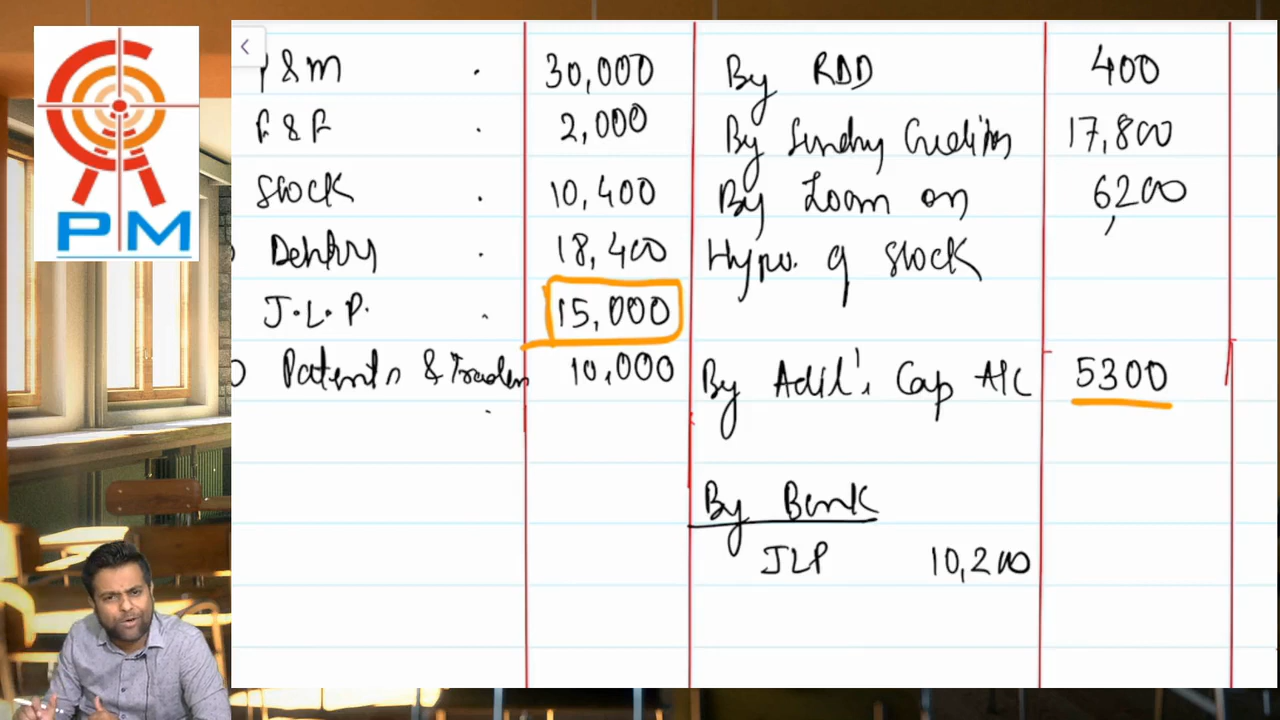 PM
P & M 30,000 By RDD 400
F & F 2,000 By Sundry Creditors 17,800
Stock 10,400 By Loan on 6,200
Debtors 18,400 Hypo. of Stock
J.L.P. 15,000
Patents & Tradem 10,000 By Adil's Cap A/C 5300
By Bank
JLP 10,200